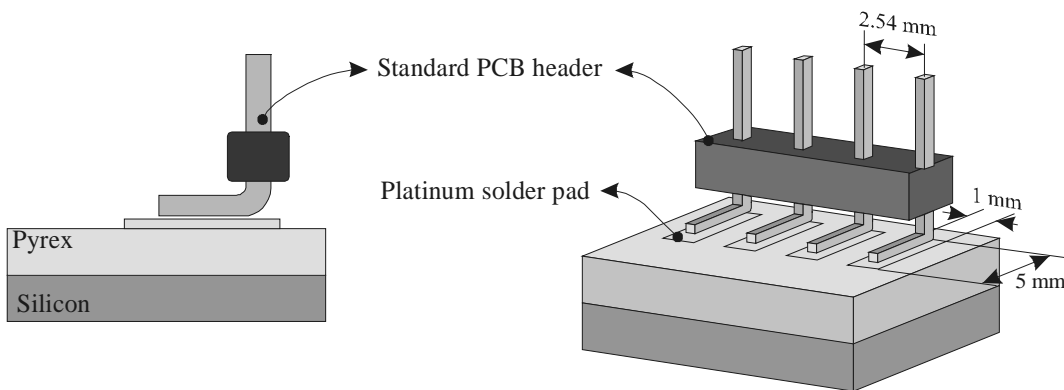 2.54 mm
Standard PCB header
Platinum solder pad
1 mm
Pyrex
5 mm
Silicon